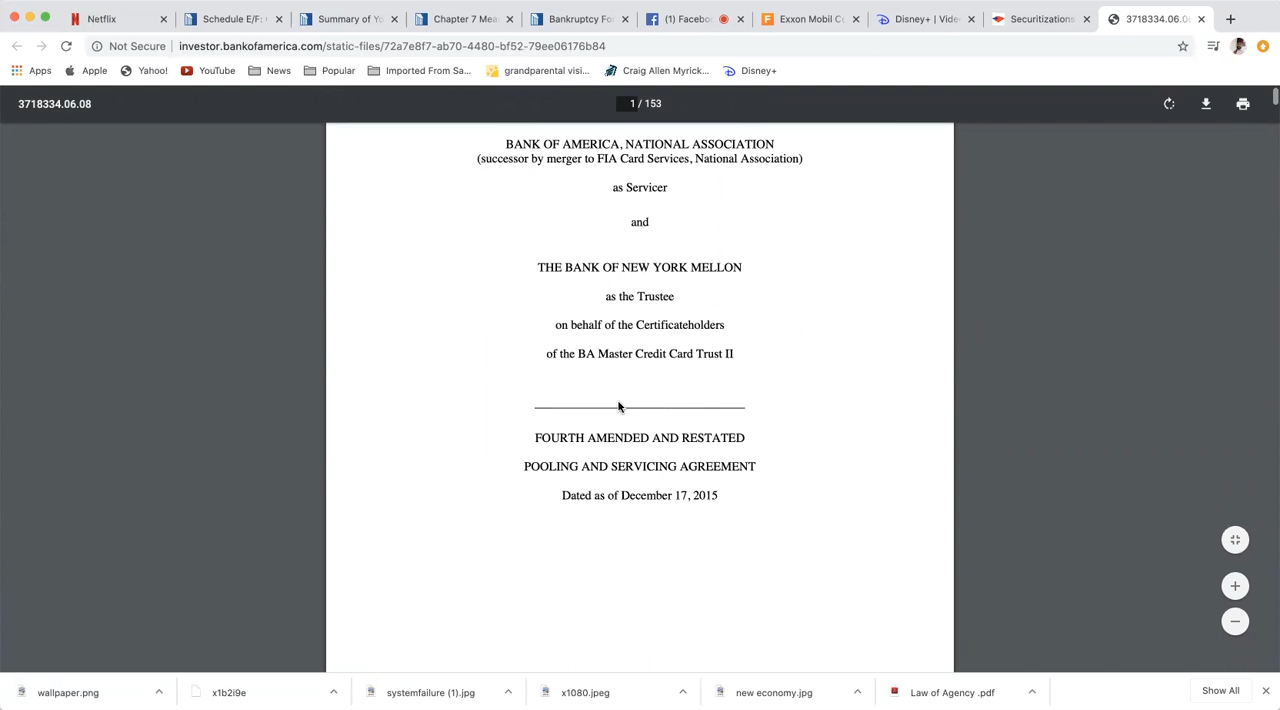 Netflix
Schedule E/F:
Summary of Yo
Chapter 7 Mea
Bankruptcy Fo
(1) Facebo
Exxon Mobil Co
Disney+ | Vide
Securitizations
3718334.06.0
Not Secure
investor.bankofamerica.com/static-files/72a7e8f7-ab70-4480-bf52-79ee06176b84
Apps
Apple
Yahoo!
YouTube
News
Popular
Imported From Sa...
grandparental visi...
Craig Allen Myrick...
Disney+
3718334.06.08
1 / 153
BANK OF AMERICA, NATIONAL ASSOCIATION
(successor by merger to FIA Card Services, National Association)
as Servicer
and
THE BANK OF NEW YORK MELLON
as the Trustee
on behalf of the Certificateholders
of the BA Master Credit Card Trust II
FOURTH AMENDED AND RESTATED
POOLING AND SERVICING AGREEMENT
Dated as of December 17, 2015
wallpaper.png
x1b2i9e
systemfailure (1).jpg
x1080.jpeg
new economy.jpg
Law of Agency .pdf
Show All